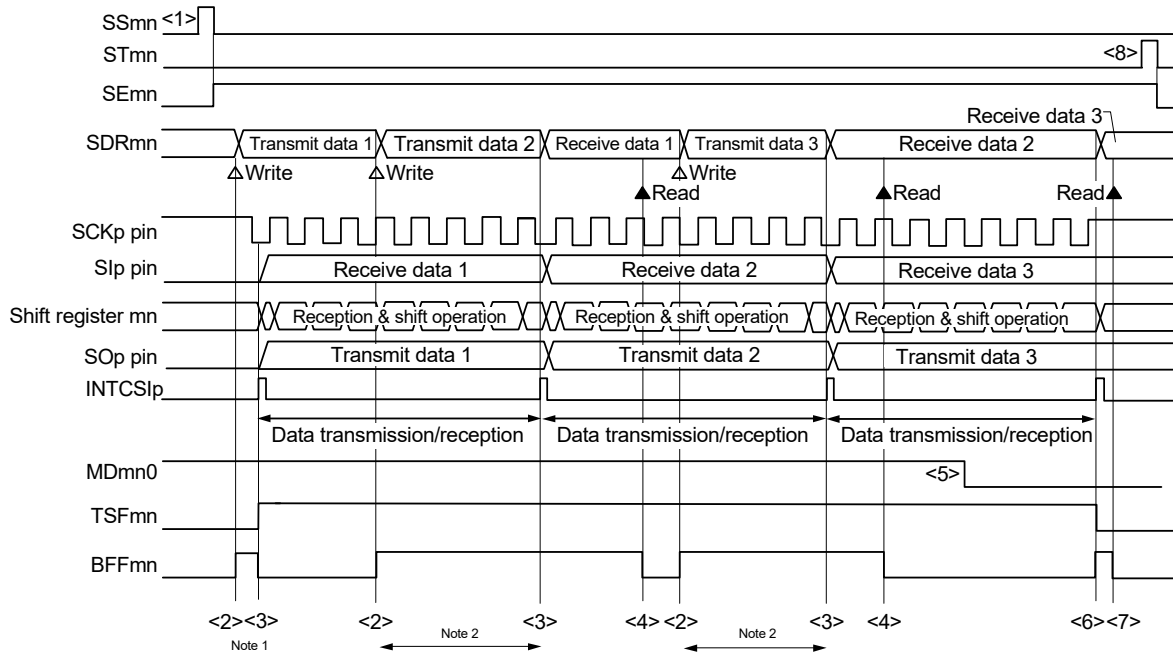 SSmn <1>
STmn <8>
SEmn
Receive data 3
SDRmn Transmit data 1 Transmit data 2 Receive data 1 Transmit data 3 Receive data 2
Write Write Write
Read Read Read
SCKp pin
SIp pin Receive data 1 Receive data 2 Receive data 3
Shift register mn Reception & shift operation Reception & shift operation Reception & shift operation
SOp pin Transmit data 1 Transmit data 2 Transmit data 3
INTCSIp
Data transmission/reception Data transmission/reception Data transmission/reception
MDmn0 <5>
TSFmn
BFFmn
<2> <3> <2> <3> <4> <2> <3> <4> <6> <7>
Note 1 Note 2 Note 2